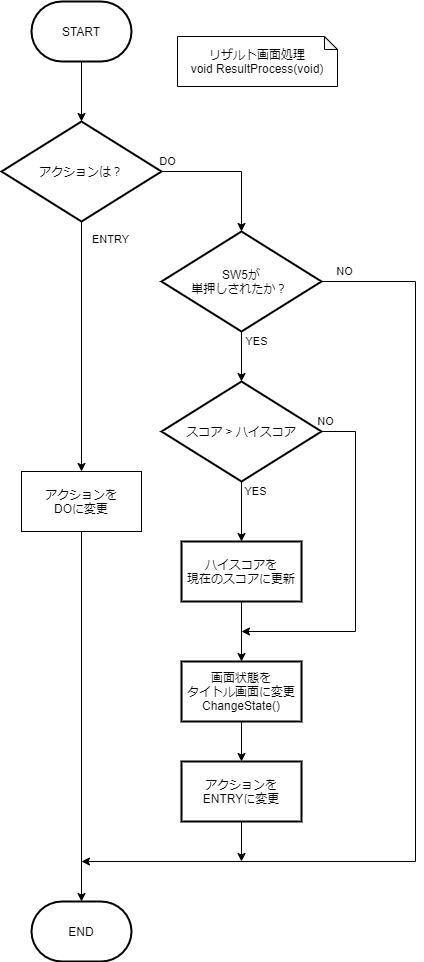 START
リザルト画面処理
void ResultProcess(void)
アクションは？
DO
ENTRY
SW5が
単押しされたか？
NO
YES
スコア > ハイスコア
NO
YES
アクションを
DOに変更
ハイスコアを
現在のスコアに更新
画面状態を
タイトル画面に変更
ChangeState()
アクションを
ENTRYに変更
END